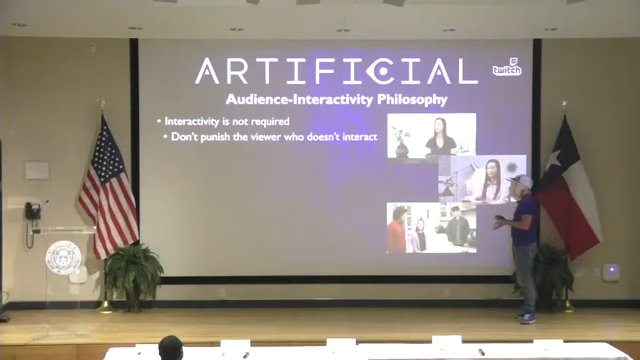 ARTIFICIAL
twitch
Audience-Interactivity Philosophy
• Interactivity is not required
• Don't punish the viewer who doesn't interact